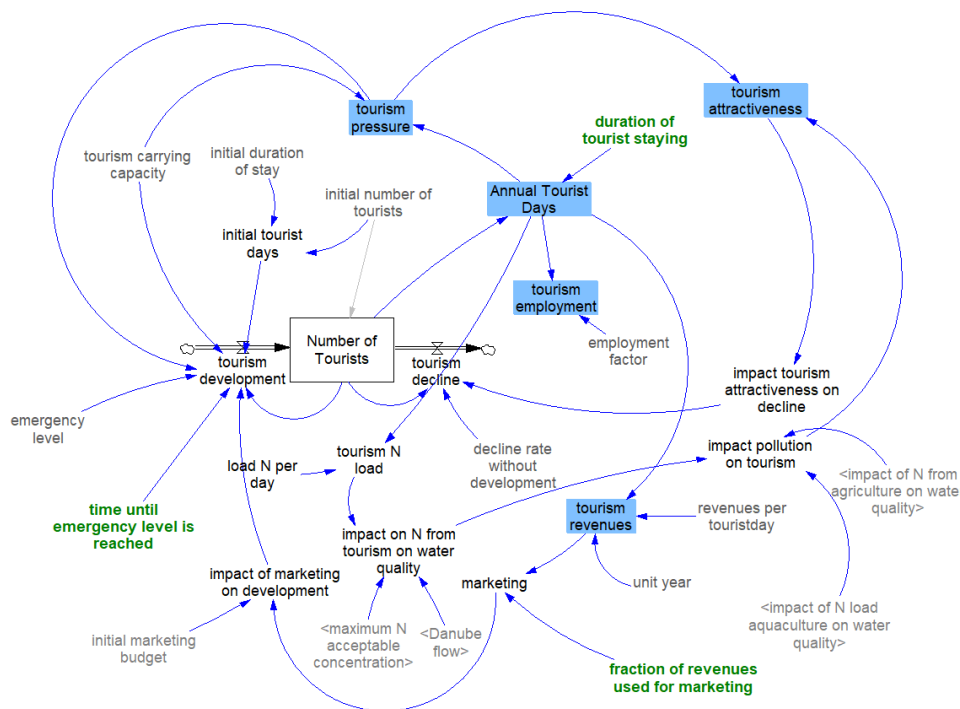 tourism
attractiveness
tourism
pressure
duration of
tourist staying
tourism carrying
capacity
initial duration
of stay
initial number of
tourists
Annual Tourist
Days
initial tourist
days
tourism
employment
Number of
Tourists
employment
factor
tourism
development
tourism
decline
impact tourism
attractiveness on
decline
emergency
level
tourism N
load
decline rate
without
development
impact pollution
on tourism
load N per
day
<impact of N from
agriculture on wate
quality>
time until
emergency level is
reached
tourism
revenues
revenues per
touristday
impact on N from
tourism on water
quality
impact of marketing
on development
marketing
unit year
initial marketing
budget
<maximum N
acceptable
concentration>
<Danube
flow>
<impact of N load
aquaculture on water
quality>
fraction of revenues
used for marketing